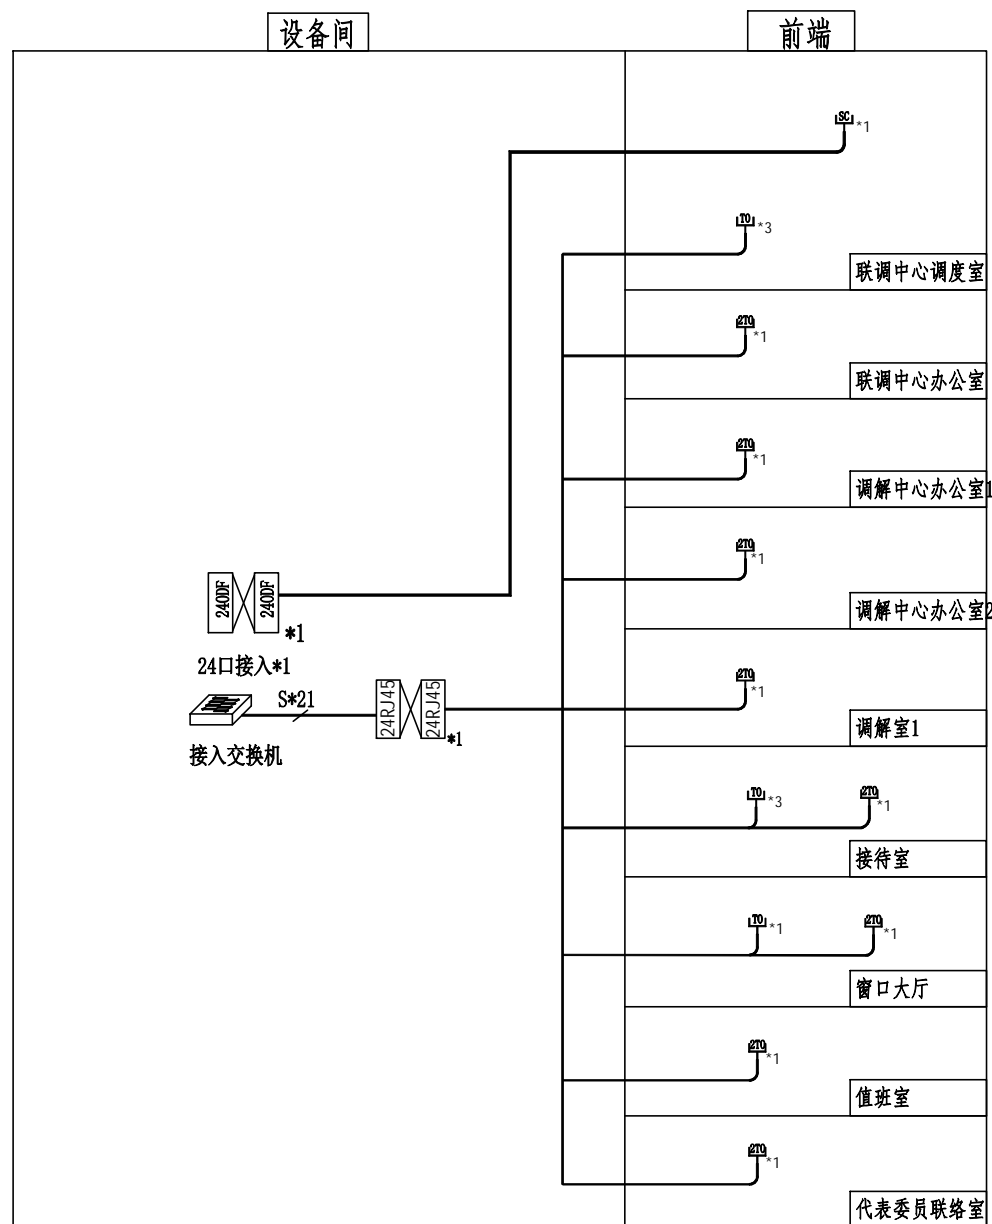 设备间
前端
SC *1
TO *3
联调中心调度室
2TO *1
联调中心办公室
2TO *1
调解中心办公室1
2TO *1
调解中心办公室2
24ODF 24ODF *1
24口接入*1
2TO *1
S*21
24RJ45 24RJ45 *1
接入交换机
调解室1
TO *3 2TO *1
接待室
TO *1 2TO *1
窗口大厅
2TO *1
值班室
2TO *1
代表委员联络室